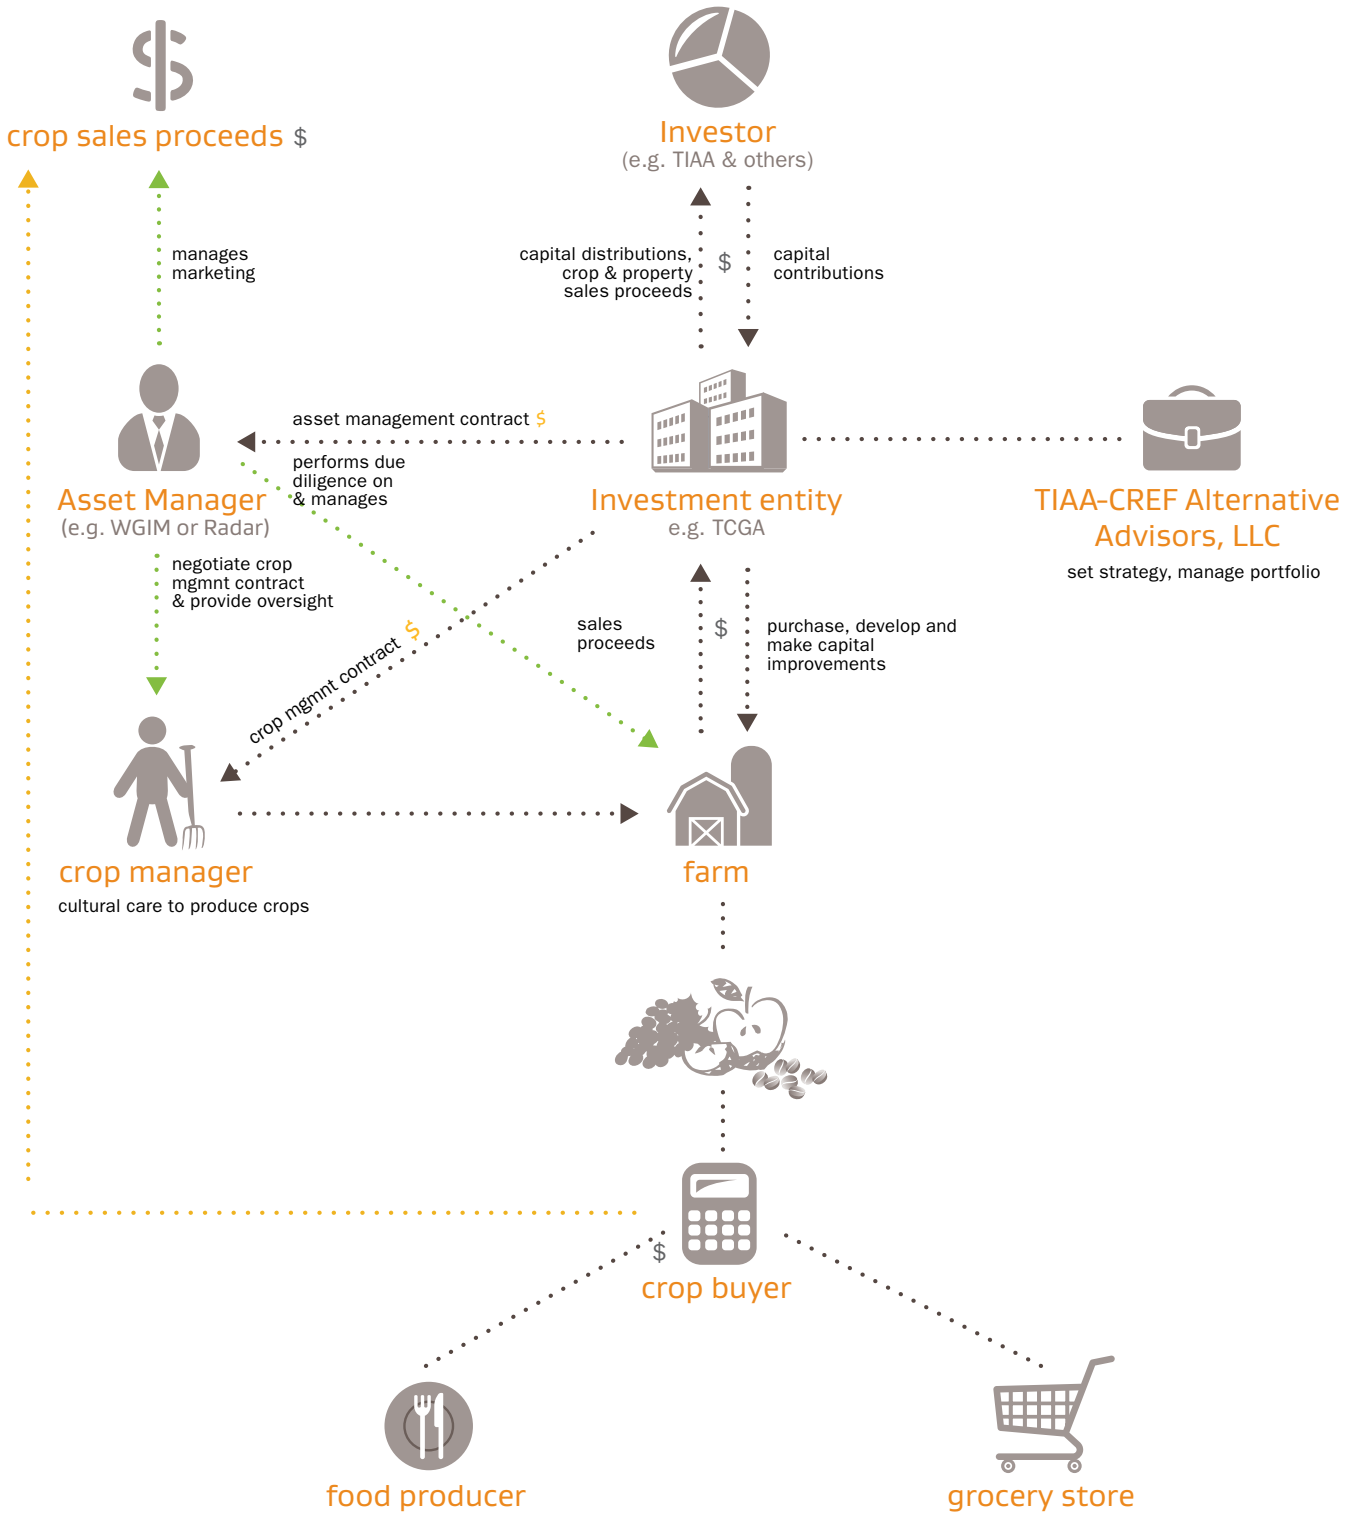 crop sales proceeds $
Investor
(e.g. TIAA & others)
manages
marketing
capital distributions,
crop & property
sales proceeds
$
capital
contributions
asset management contract $
performs due
diligence on
& manages
Asset Manager
(e.g. WGIM or Radar)
Investment entity
e.g. TCGA
TIAA-CREF Alternative
Advisors, LLC
set strategy, manage portfolio
negotiate crop
mgmnt contract
& provide oversight
crop mgmnt contract $
sales
proceeds
$
purchase, develop and
make capital
improvements
crop manager
cultural care to produce crops
farm
$
crop buyer
food producer
grocery store